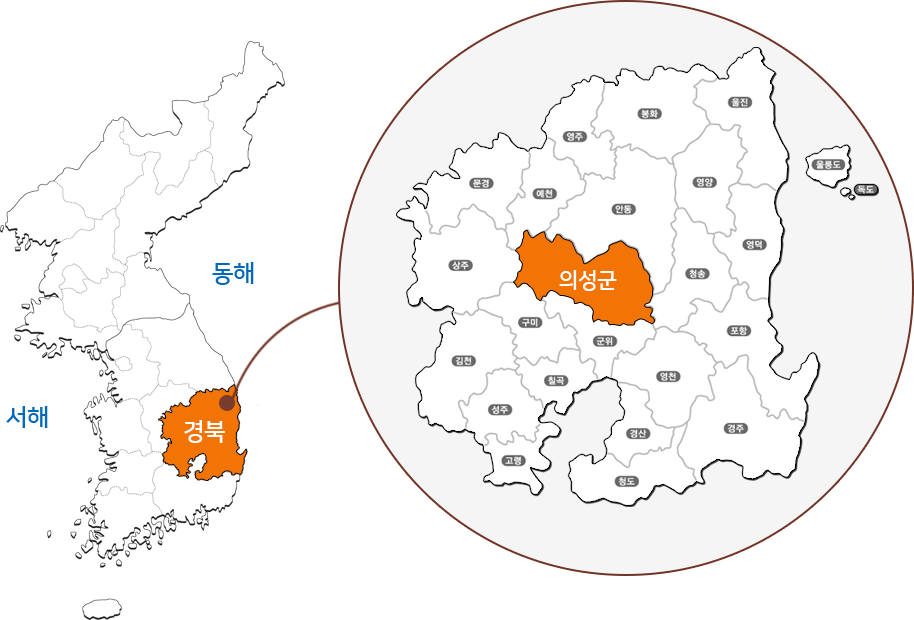 동해
서해
경북
울진
봉화
영주
울릉도
독도
문경
예천
영양
안동
영덕
상주
청송
의성군
구미
포항
군위
김천
영천
칠곡
성주
경산
경주
고령
청도